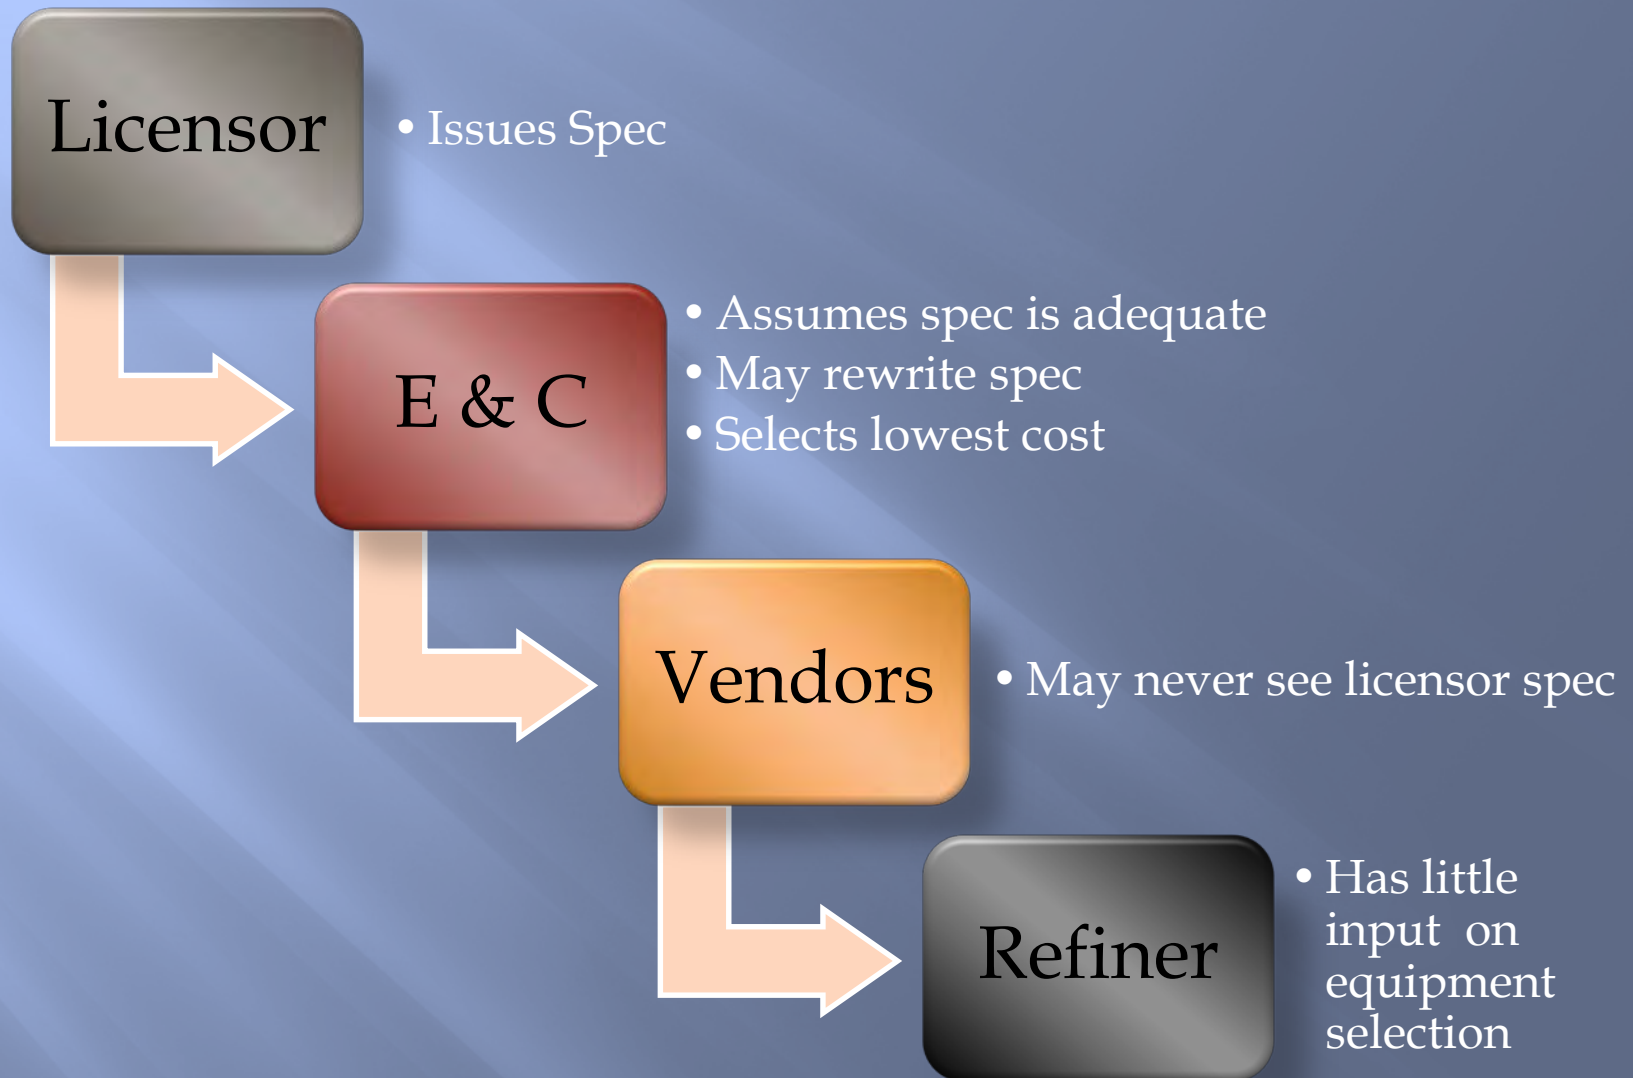 Licensor
• Issues Spec
E & C
• Assumes spec is adequate
• May rewrite spec
• Selects lowest cost
Vendors
• May never see licensor spec
Refiner
• Has little
input on
equipment
selection